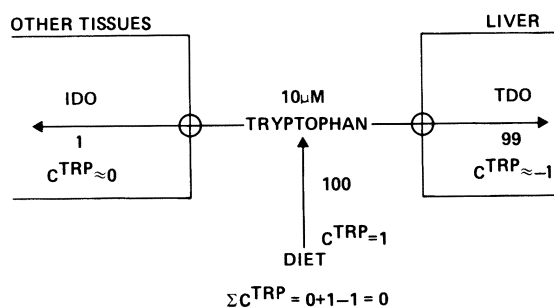 OTHER TISSUES
LIVER
IDO
10μM
TDO
TRYPTOPHAN
1
99
C^TRP≈0
C^TRP≈–1
100
C^TRP=1
DIET
ΣC^TRP = 0+1–1 = 0